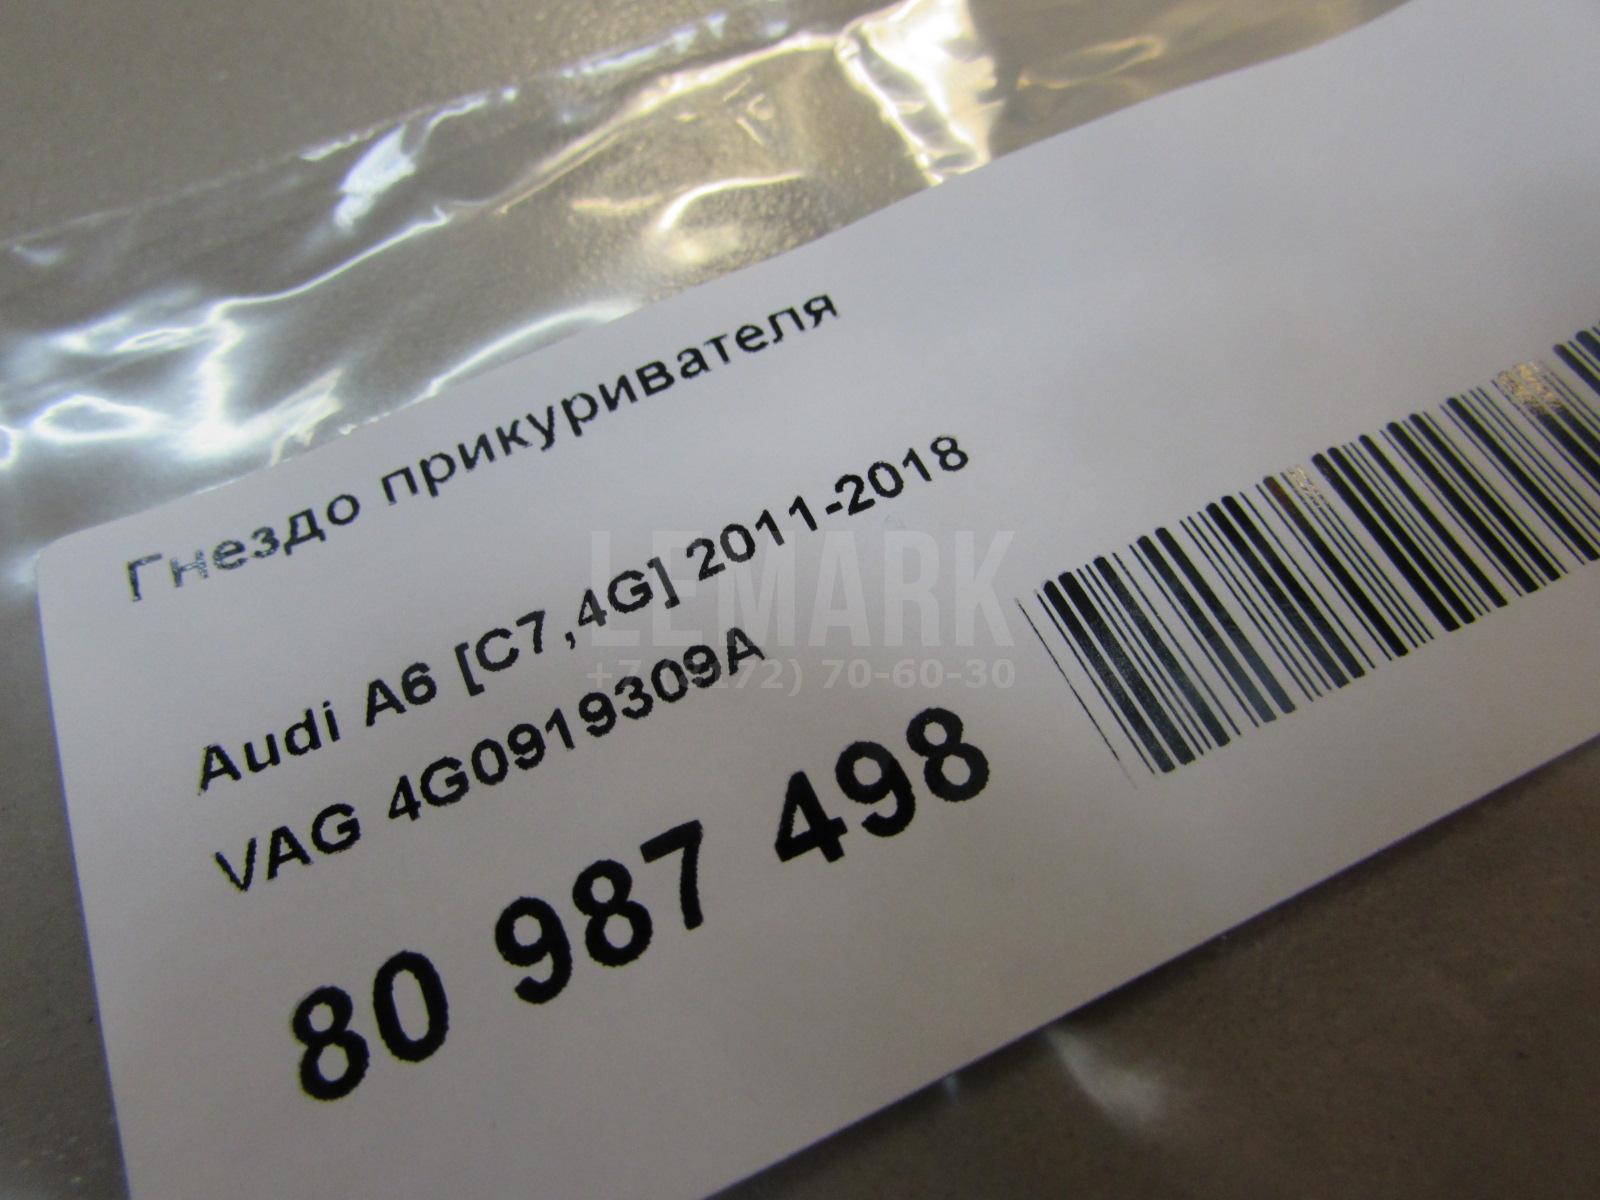 Гнездо прикуривателя
Audi A6 [C7,4G] 2011-2018
VAG 4G0919309A
80 987 498
LEMARK
70-60-30